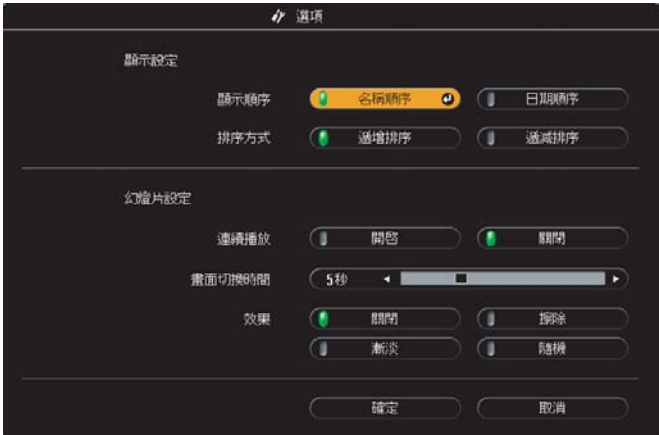 選項
顯示設定
顯示順序 名稱順序 日期順序
排序方式 遞增排序 遞減排序
幻燈片設定
連續播放 開啓 關閉
畫面切換時間 5秒
效果 關閉 擦除
漸淡 隨機
確定 取消